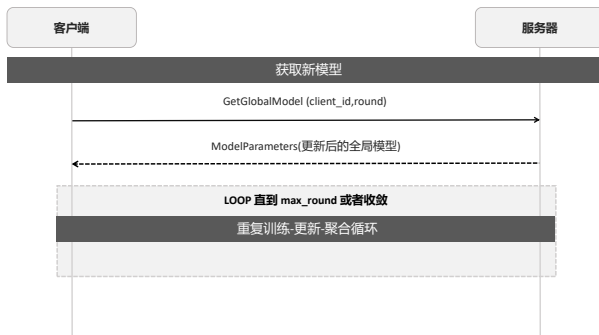 客户端
服务器
获取新模型
GetGlobalModel (client_id,round)
ModelParameters(更新后的全局模型)
LOOP 直到 max_round 或者收敛
重复训练-更新-聚合循环